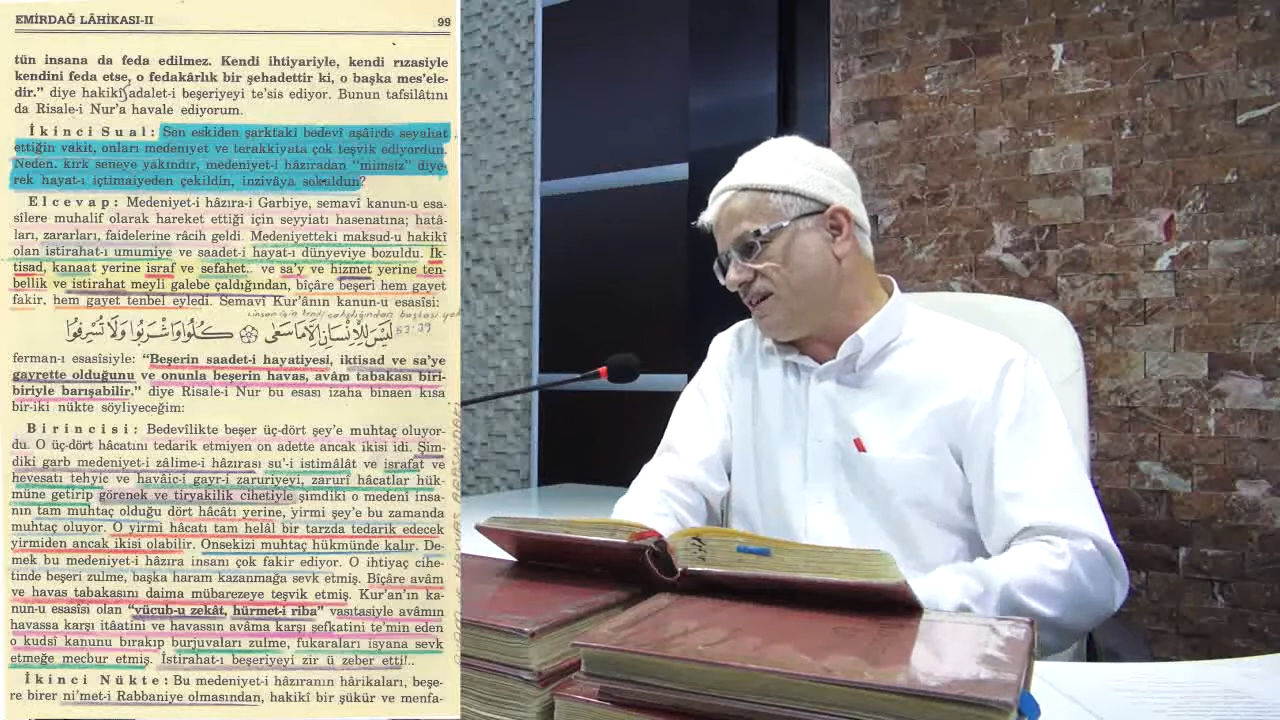 EMİRDAĞ LÂHİKASI-II 99
tün insana da feda edilmez. Kendi ihtiyariyle, kendi rızasiyle
kendini feda etse, o fedakârlık bir şehadettir ki, o başka mes'ele-
dir." diye hakikî adalet-i beşeriyeyi te'sis ediyor. Bunun tafsilâtını
da Risale-i Nur'a havale ediyorum.
İkinci Sual: Sen eskiden şarktaki bedevî aşâirde seyahat
ettiğin vakit, onları medeniyet ve terakkiyata çok teşvik ediyordun.
Neden, kırk seneye yakındır, medeniyet-i hâzıradan "mimsiz" diye-
rek hayat-ı içtimaiyeden çekildin, inzivâya sokuldun?
Elcevap: Medeniyet-i hâzıra-i Garbiye, semavî kanun-u esa-
sîlere muhalif olarak hareket ettiği için seyyiatı hasenatına; hatâ-
ları, zararları, faidelerine râcih geldi. Medeniyetteki maksud-u hakikî
olan istirahat-ı umumiye ve saadet-i hayat-ı dünyeviye bozuldu. İk-
tisad, kanaat yerine israf ve sefahet.. ve sa'y ve hizmet yerine ten-
bellik ve istirahat meyli galebe çaldığından, bîçâre beşeri hem gayet
fakir, hem gayet tenbel eyledi. Semavî Kur'ânın kanun-u esasîsi:
لَيْسَ لِلْاِنْسَانِ اِلَّا مَا سَعٰى ❁ كُلُوا وَاشْرَبُوا وَلَا تُسْرِفُوا 53:39
ferman-ı esasîsiyle: "Beşerin saadet-i hayatiyesi, iktisad ve sa'ye
gayrette olduğunu ve onunla beşerin havas, avâm tabakası biri-
biriyle barışabilir." diye Risale-i Nur bu esası izaha binaen kısa
bir-iki nükte söyliyeceğim:
Birincisi: Bedevîlikte beşer üç-dört şey'e muhtaç oluyor-
du. O üç-dört hâcatını tedarik etmiyen on adette ancak ikisi idi. Şim-
diki garb medeniyet-i zâlime-i hâzırası su'-i istimâlât ve israfat ve
hevesatı tehyic ve havâic-i gayr-i zaruriyeyi, zarurî hâcatlar hük-
müne getirip görenek ve tiryakilik cihetiyle şimdiki o medenî insa-
nın tam muhtaç olduğu dört hâcâtı yerine, yirmi şey'e bu zamanda
muhtaç oluyor. O yirmi hâcatı tam helâl bir tarzda tedarik edecek
yirmiden ancak ikisi olabilir. Onsekizi muhtaç hükmünde kalır. De-
mek bu medeniyet-i hâzıra insanı çok fakir ediyor. O ihtiyaç cihe-
tinde beşeri zulme, başka haram kazanmağa sevk etmiş. Bîçâre avâm
ve havas tabakasını daima mübarezeye teşvik etmiş. Kur'an'ın ka-
nun-u esasîsi olan "vücub-u zekât, hürmet-i riba" vasıtasiyle avâmın
havassa karşı itâatini ve havassın avâma karşı şefkatini te'min eden
o kudsî kanunu bırakıp burjuvaları zulme, fukaraları isyana sevk
etmeğe mecbur etmiş. İstirahat-ı beşeriyeyi zir ü zeber etti!..
İkinci Nükte: Bu medeniyet-i hâzıranın hârikaları, beşe-
re birer ni'met-i Rabbaniye olmasından, hakikî bir şükür ve menfa-